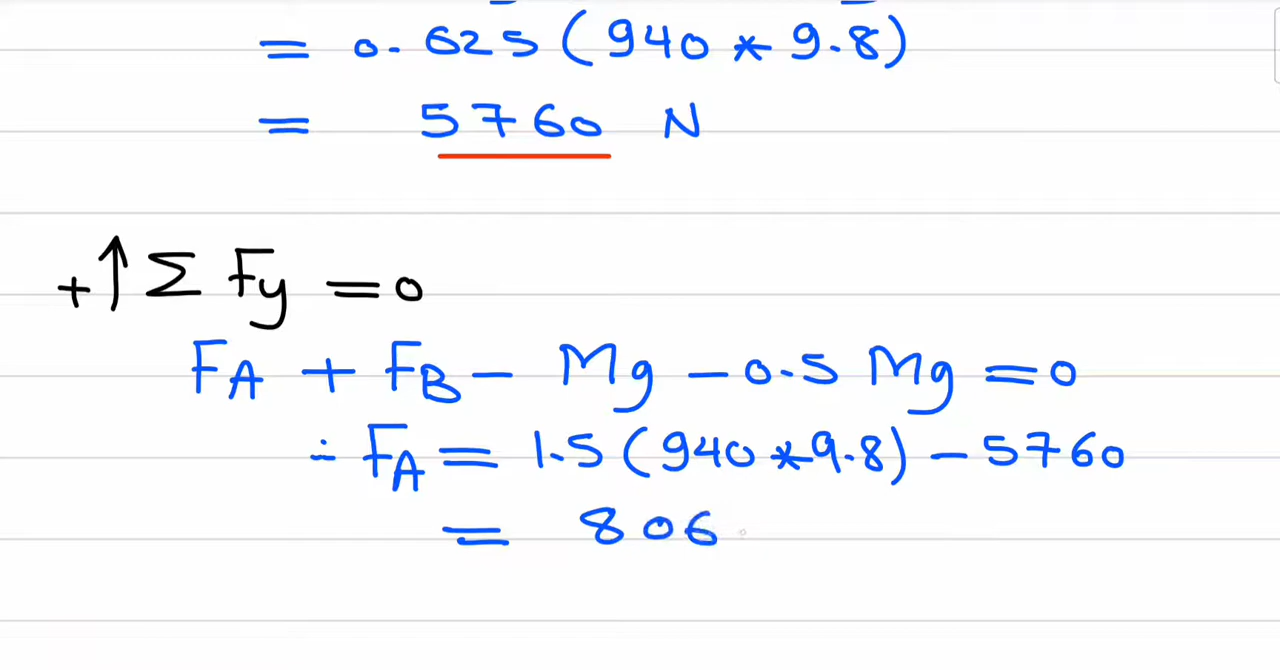 = 0.625 (940 * 9.8)
= 5760 N
+↑ Σ Fy = 0
FA + FB - Mg - 0.5 Mg = 0
∴ FA = 1.5 (940 * 9.8) - 5760
= 806